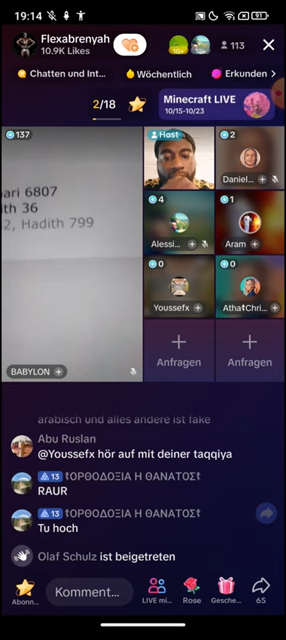 19:14
91
Flexabrenyah
10.9K Likes
113
Chatten und Int...
Wöchentlich
Erkunden
2/18
Minecraft LIVE
10/15-10/23
137
ari 6807
ith 36
2, Hadith 799
BABYLON
Host
2
Daniel...
4
Alessi...
1
Aram
0
Youssefx
0
Atha†Chri...
Anfragen
Anfragen
arabisch und alles andere ist fake
Abu Ruslan
@Youssefx hör auf mit deiner taqqiya
13 ☦ΟΡΘΟΔΟΞΙΑ Η ΘΑΝΑΤΟΣ☦
RAUR
13 ☦ΟΡΘΟΔΟΞΙΑ Η ΘΑΝΑΤΟΣ☦
Tu hoch
Olaf Schulz ist beigetreten
Abonn...
Komment...
LIVE mi...
Rose
Gesche...
65